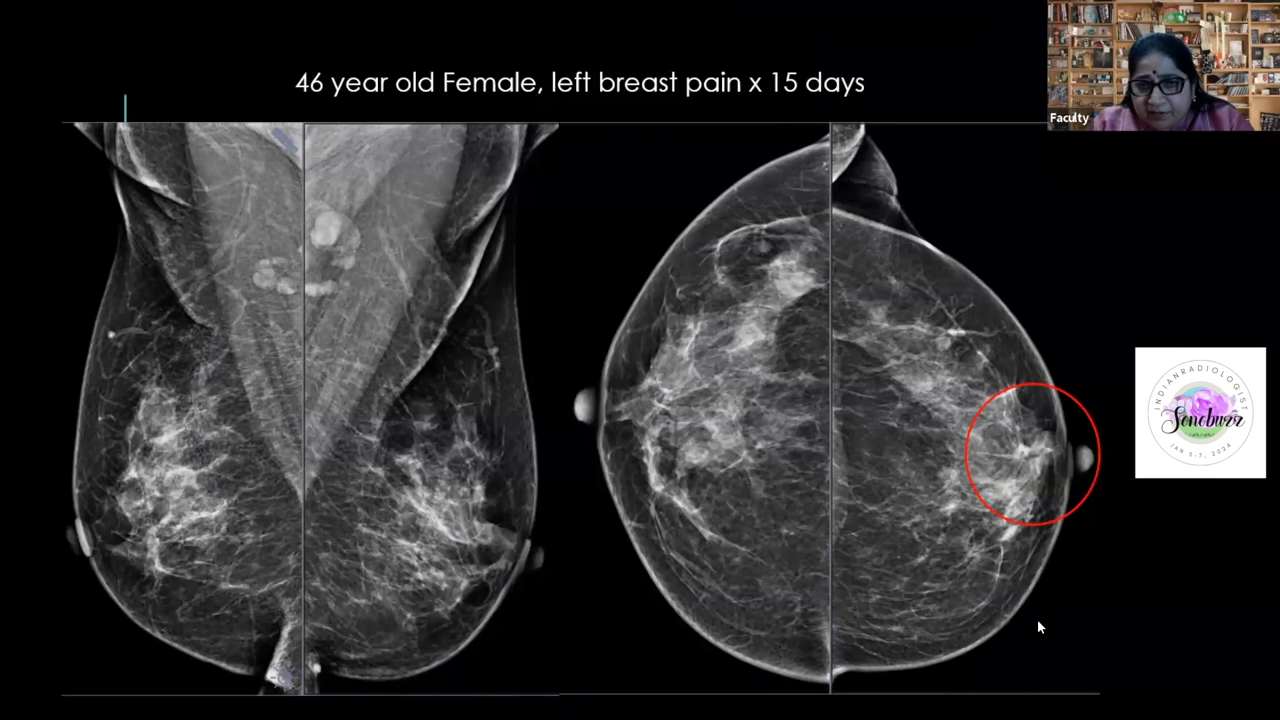 46 year old Female, left breast pain x 15 days
Faculty
INDIANRADIOLOGIST
Sonobuzz
JAN 5-7, 2024